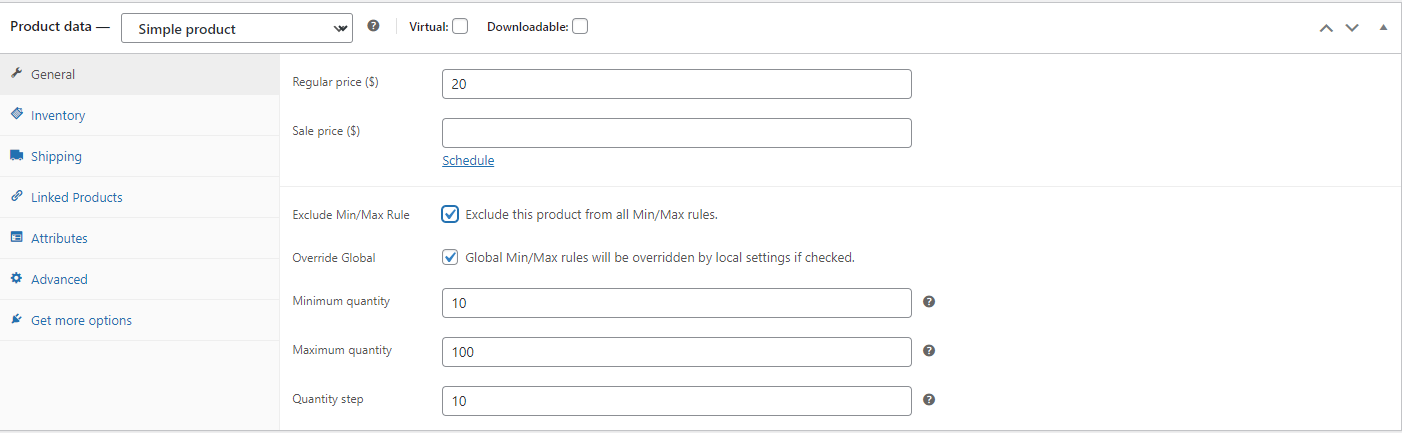 Product data — Simple product ? Virtual: Downloadable:
General
Inventory
Shipping
Linked Products
Attributes
Advanced
Get more options
Regular price ($) 20
Sale price ($)
Schedule
Exclude Min/Max Rule Exclude this product from all Min/Max rules.
Override Global Global Min/Max rules will be overridden by local settings if checked.
Minimum quantity 10 ?
Maximum quantity 100 ?
Quantity step 10 ?